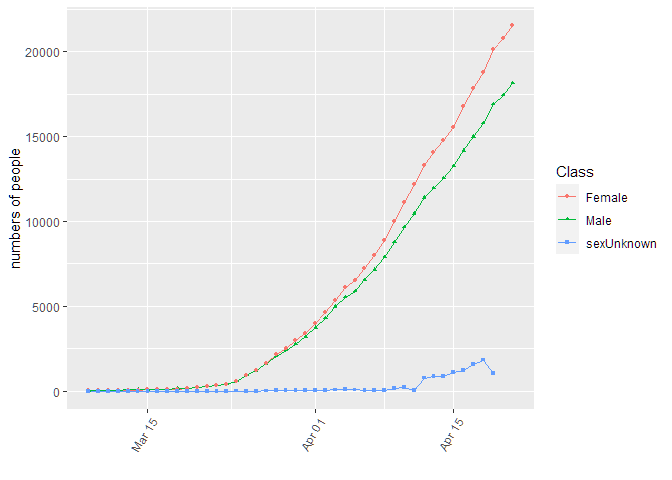 numbers of people
20000
15000
10000
5000
0
Mar 15
Apr 01
Apr 15
Class
Female
Male
sexUnknown